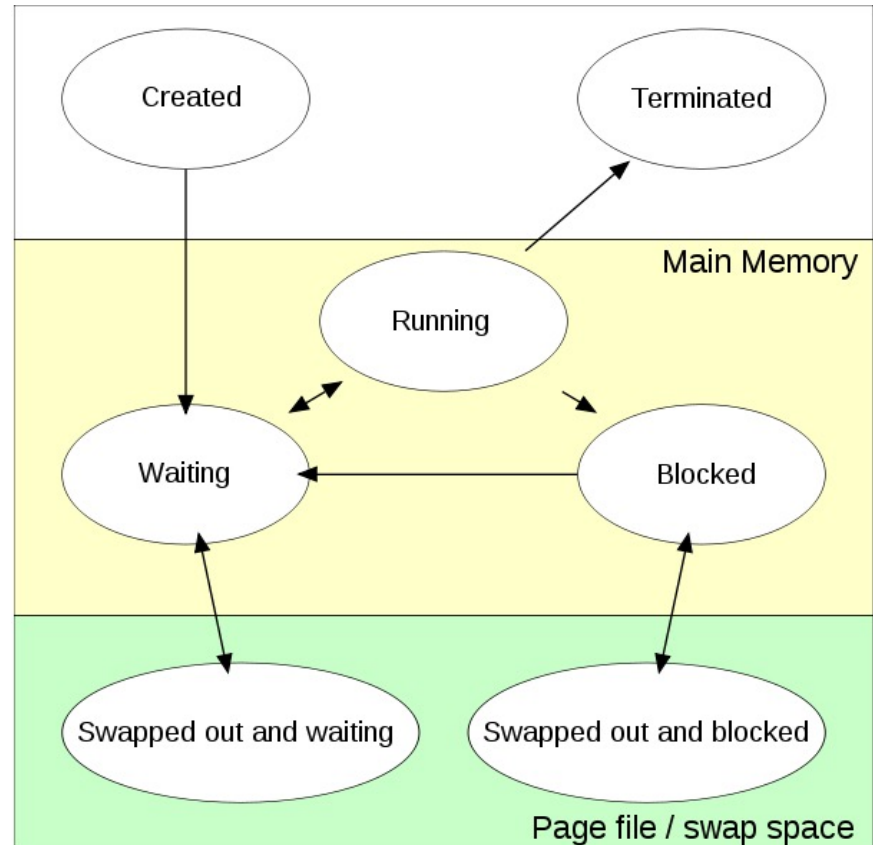 Created
Terminated
Main Memory
Running
Waiting
Blocked
Swapped out and waiting
Swapped out and blocked
Page file / swap space